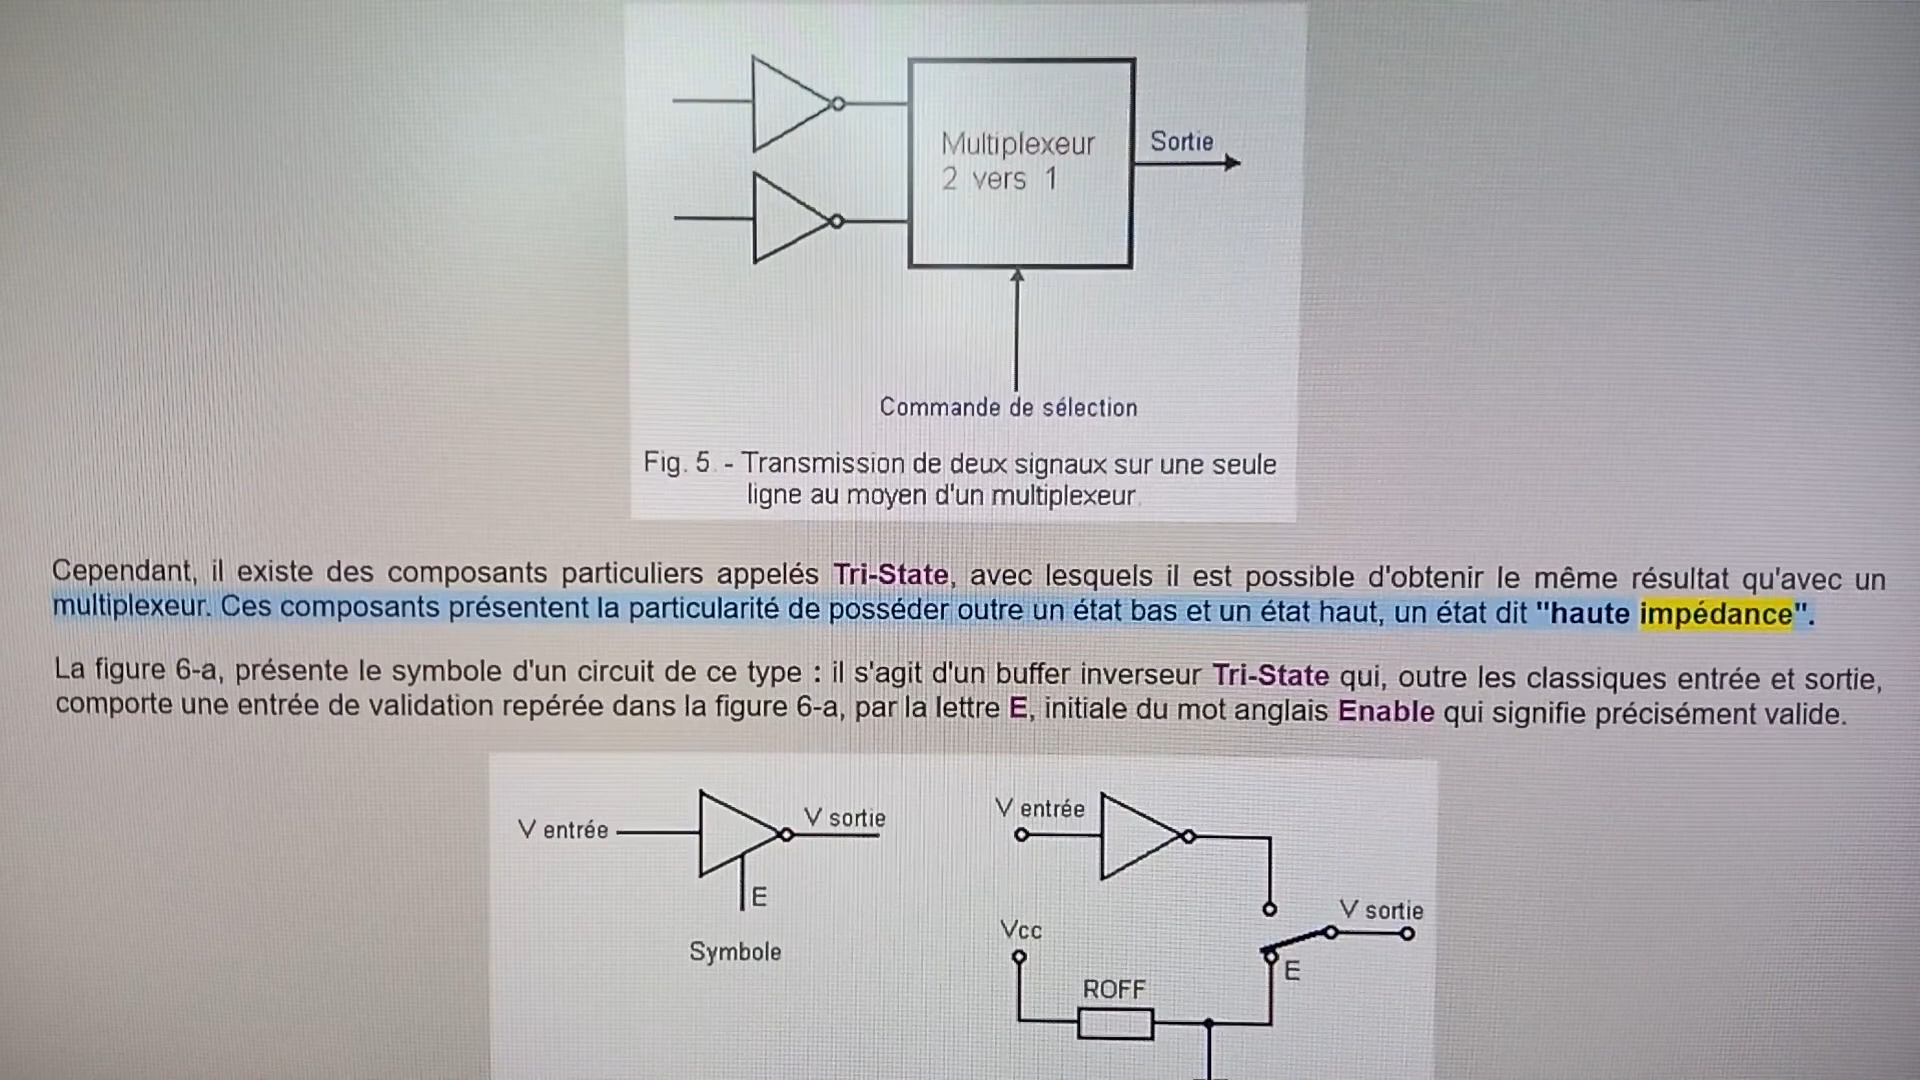 Multiplexeur
2 vers 1
Sortie
Commande de sélection
Fig. 5. - Transmission de deux signaux sur une seule
ligne au moyen d'un multiplexeur.
Cependant, il existe des composants particuliers appelés Tri-State, avec lesquels il est possible d'obtenir le même résultat qu'avec un
multiplexeur. Ces composants présentent la particularité de posséder outre un état bas et un état haut, un état dit "haute impédance".
La figure 6-a, présente le symbole d'un circuit de ce type : il s'agit d'un buffer inverseur Tri-State qui, outre les classiques entrée et sortie,
comporte une entrée de validation repérée dans la figure 6-a, par la lettre E, initiale du mot anglais Enable qui signifie précisément valide.
V entrée
V sortie
E
Symbole
V entrée
V sortie
Vcc
E
ROFF